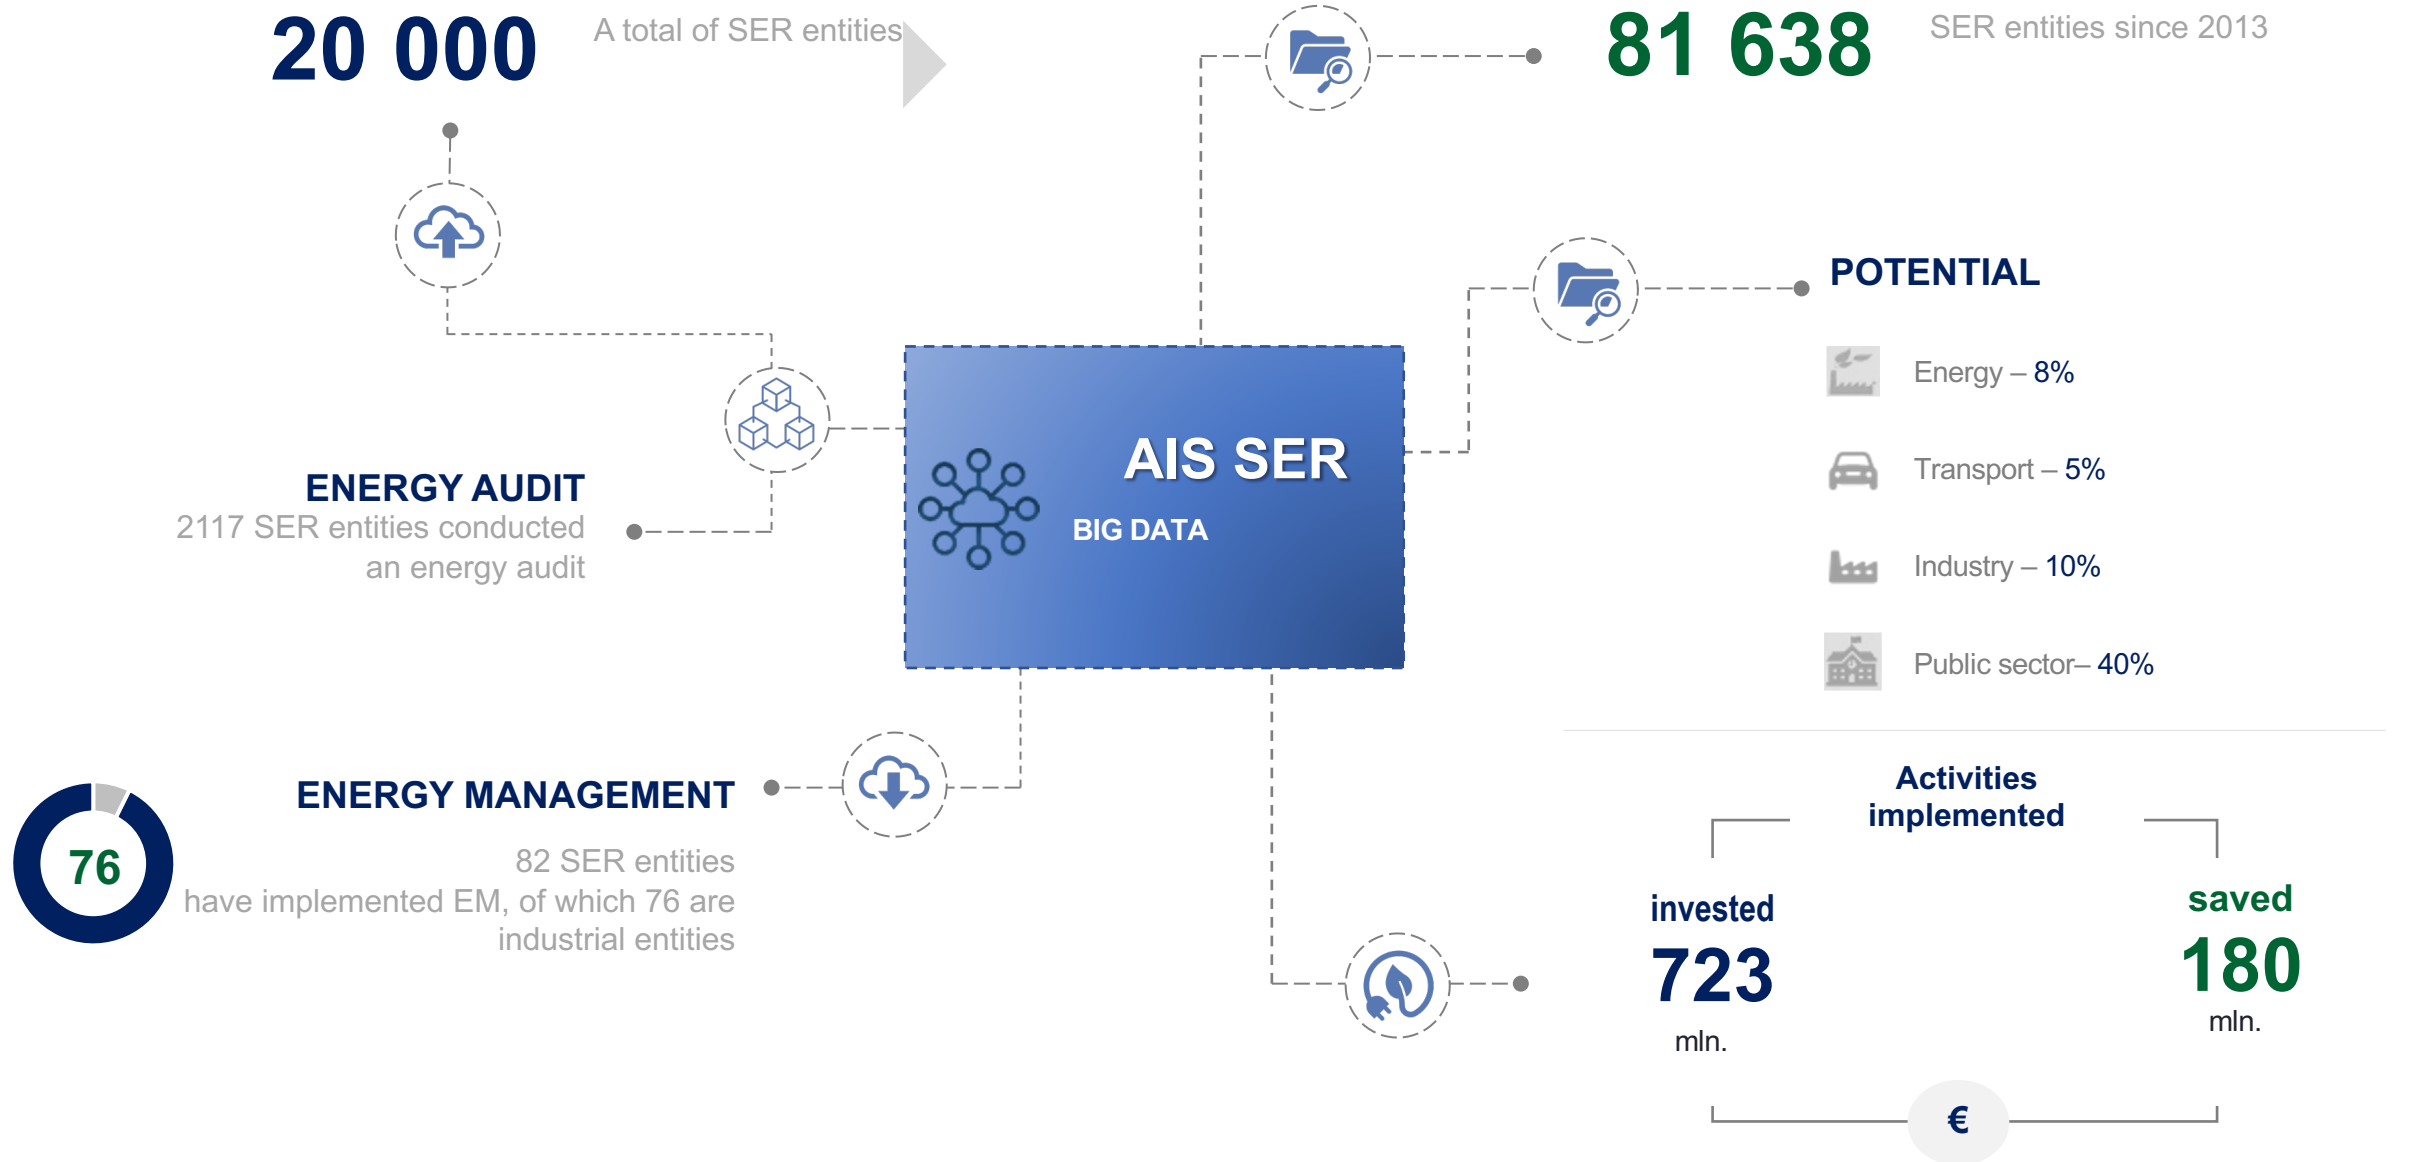 20 000
A total of SER entities
81 638
SER entities since 2013
POTENTIAL
Energy – 8%
Transport – 5%
Industry – 10%
Public sector– 40%
AIS SER
BIG DATA
ENERGY AUDIT
2117 SER entities conducted
an energy audit
ENERGY MANAGEMENT
82 SER entities
have implemented EM, of which 76 are
industrial entities
76
Activities
implemented
invested
723
mln.
saved
180
mln.
€